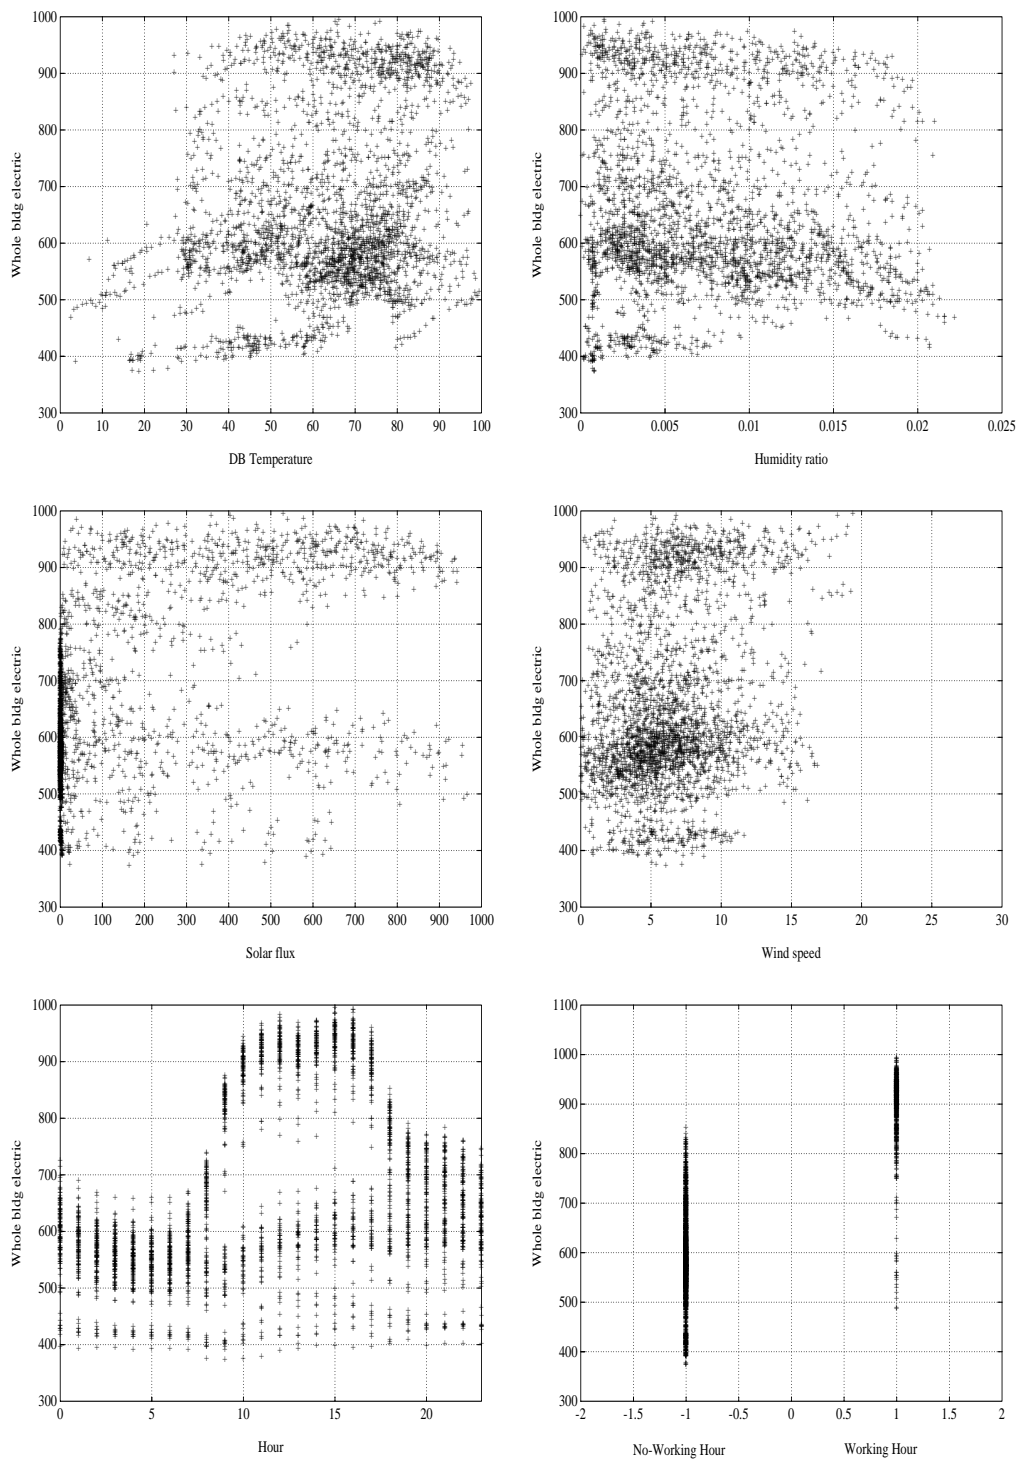 1000
900
800
700
600
500
400
300
Whole bldg electric
0 10 20 30 40 50 60 70 80 90 100
DB Temperature
1000
900
800
700
600
500
400
300
Whole bldg electric
0 0.005 0.01 0.015 0.02 0.025
Humidity ratio
1000
900
800
700
600
500
400
300
Whole bldg electric
0 100 200 300 400 500 600 700 800 900 1000
Solar flux
1000
900
800
700
600
500
400
300
Whole bldg electric
0 5 10 15 20 25 30
Wind speed
1000
900
800
700
600
500
400
300
Whole bldg electric
0 5 10 15 20
Hour
1100
1000
900
800
700
600
500
400
300
Whole bldg electric
-2 -1.5 -1 -0.5 0 0.5 1 1.5 2
No-Working Hour Working Hour